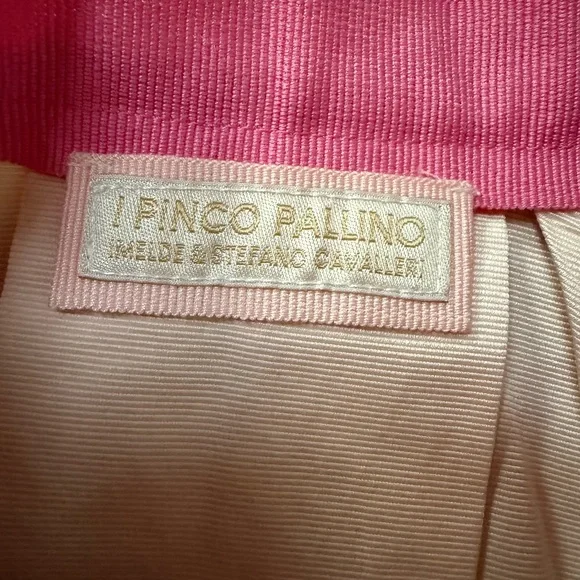 I PINCO PALLINO
IMELDE & STEFANO CAVALLERI